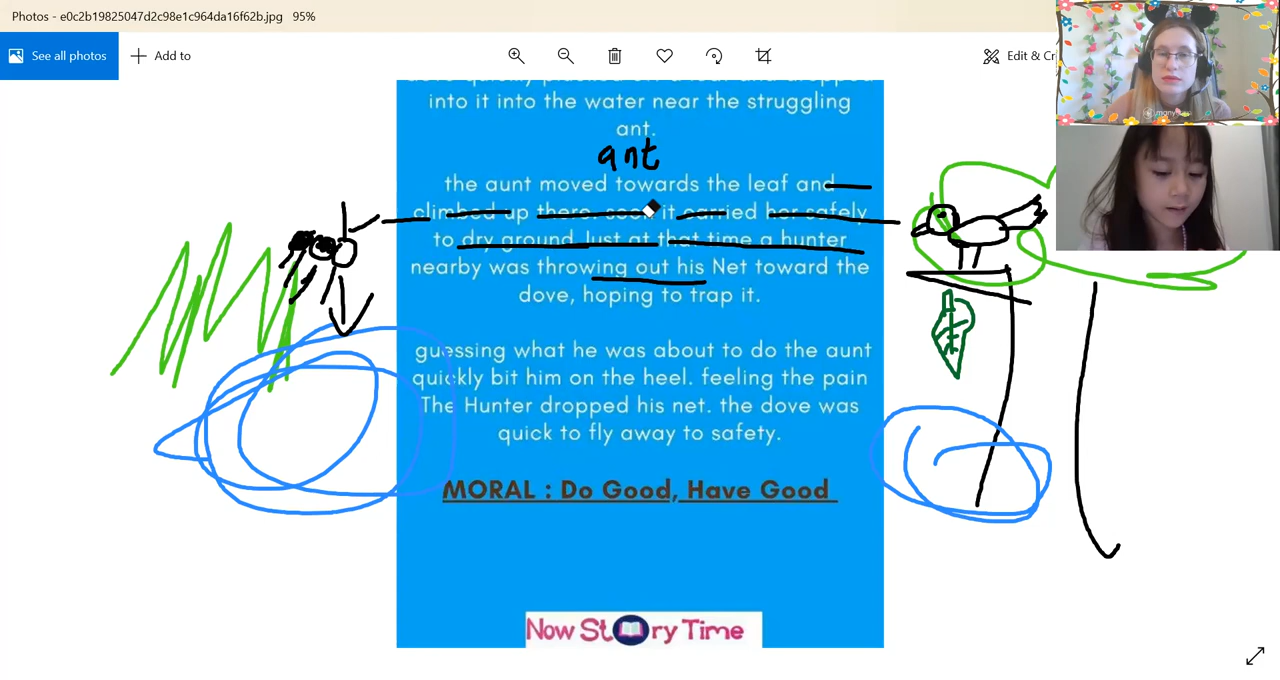 Photos - e0c2b19825047d2c98e1c964da16f62b.jpg 95%
See all photos
Add to
Edit & Cr
into it into the water near the struggling
ant.
ant
the aunt moved towards the leaf and
climbed up there. soon it carried her safely
to dry ground. Just at that time a hunter
nearby was throwing out his Net toward the
dove, hoping to trap it.
guessing what he was about to do the aunt
quickly bit him on the heel. feeling the pain
The Hunter dropped his net. the dove was
quick to fly away to safety.
MORAL : Do Good, Have Good
Now Story Time